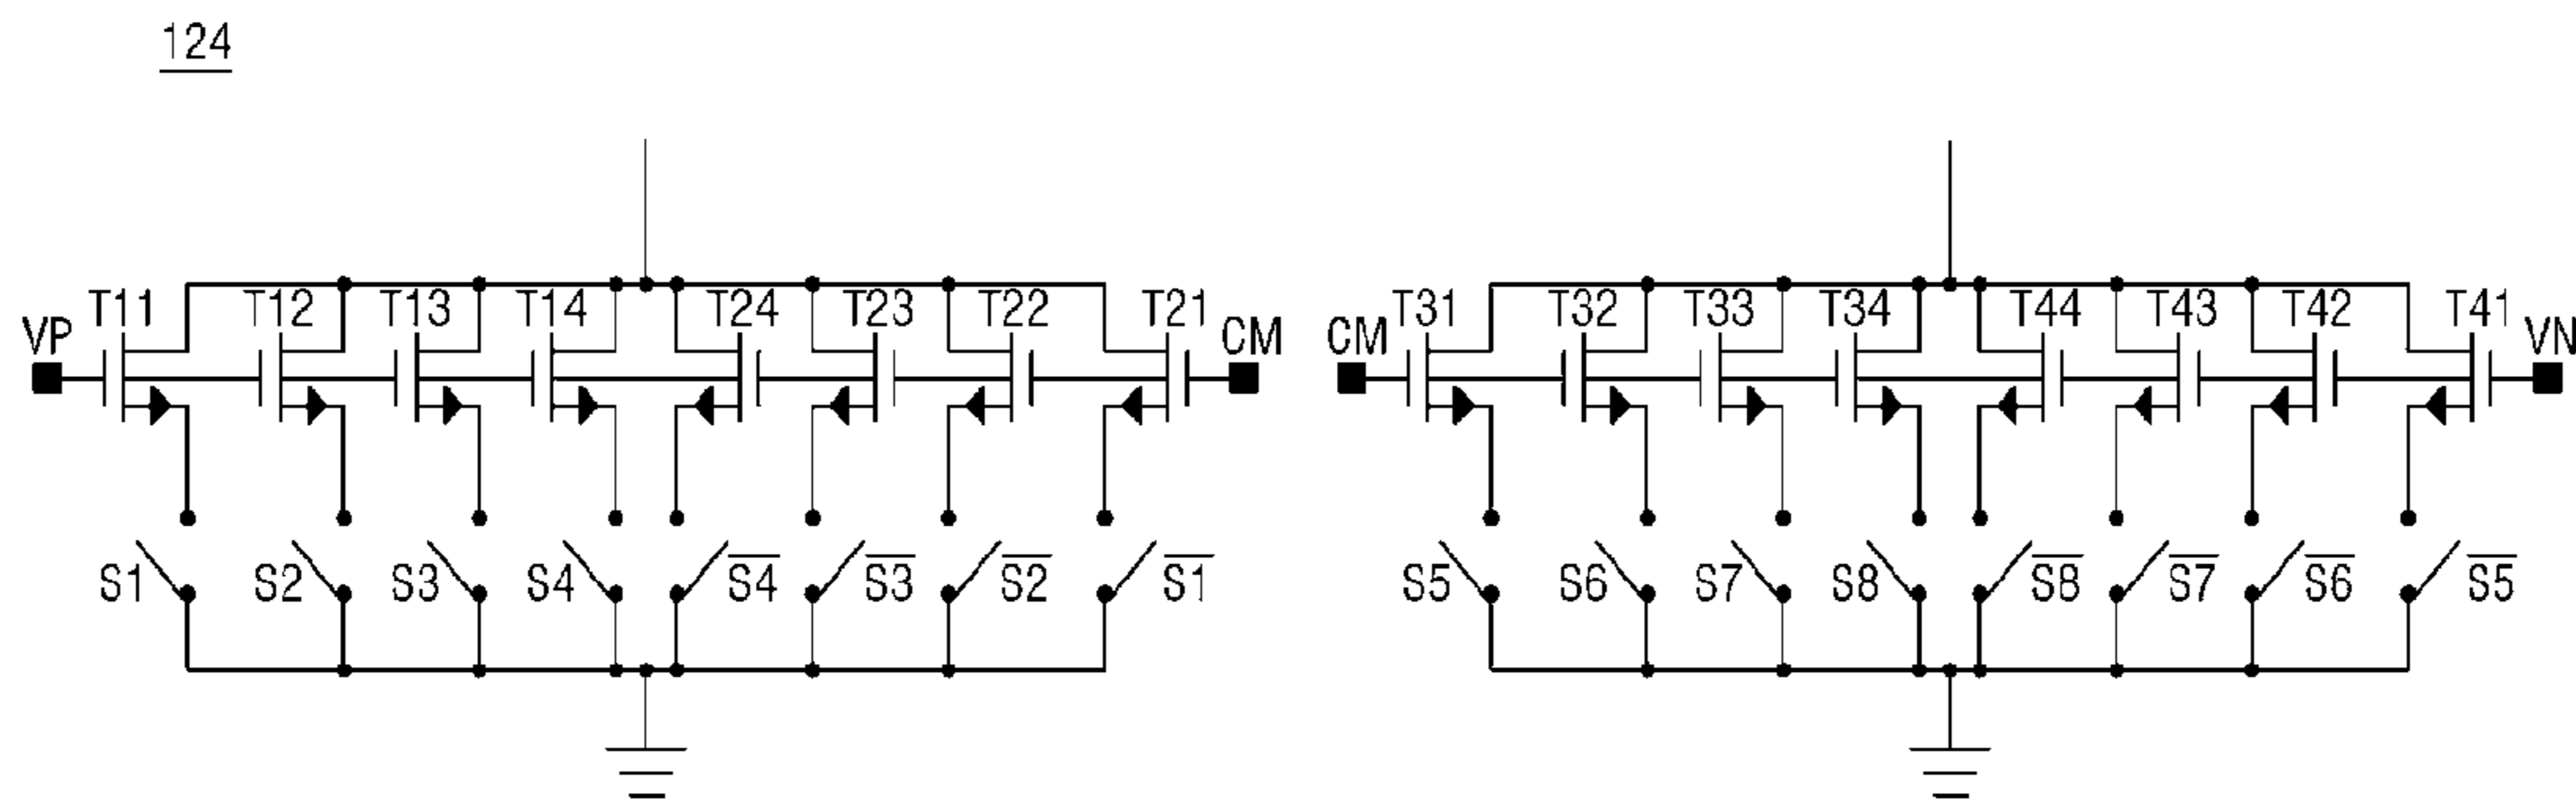 124
T11 T12 T13 T14 T24 T23 T22 T21 T31 T32 T33 T34 T44 T43 T42 T41
VP CM CM VN
S1 S2 S3 S4 S̅4̅ S̅3̅ S̅2̅ S̅1̅ S5 S6 S7 S8 S̅8̅ S̅7̅ S̅6̅ S̅5̅